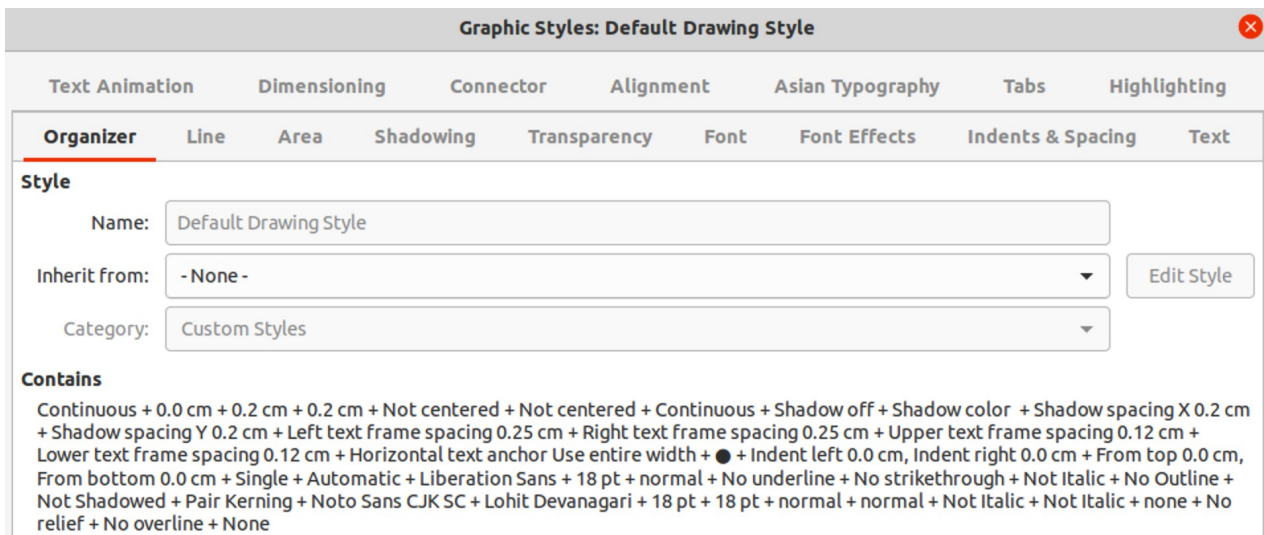 Graphic Styles: Default Drawing Style
Text Animation Dimensioning Connector Alignment Asian Typography Tabs Highlighting
Organizer Line Area Shadowing Transparency Font Font Effects Indents & Spacing Text
Style
Name: Default Drawing Style
Inherit from: - None - Edit Style
Category: Custom Styles
Contains
Continuous + 0.0 cm + 0.2 cm + 0.2 cm + Not centered + Not centered + Continuous + Shadow off + Shadow color + Shadow spacing X 0.2 cm
+ Shadow spacing Y 0.2 cm + Left text frame spacing 0.25 cm + Right text frame spacing 0.25 cm + Upper text frame spacing 0.12 cm +
Lower text frame spacing 0.12 cm + Horizontal text anchor Use entire width + ● + Indent left 0.0 cm, Indent right 0.0 cm + From top 0.0 cm,
From bottom 0.0 cm + Single + Automatic + Liberation Sans + 18 pt + normal + No underline + No strikethrough + Not Italic + No Outline +
Not Shadowed + Pair Kerning + Noto Sans CJK SC + Lohit Devanagari + 18 pt + 18 pt + normal + normal + Not Italic + Not Italic + none + No
relief + No overline + None